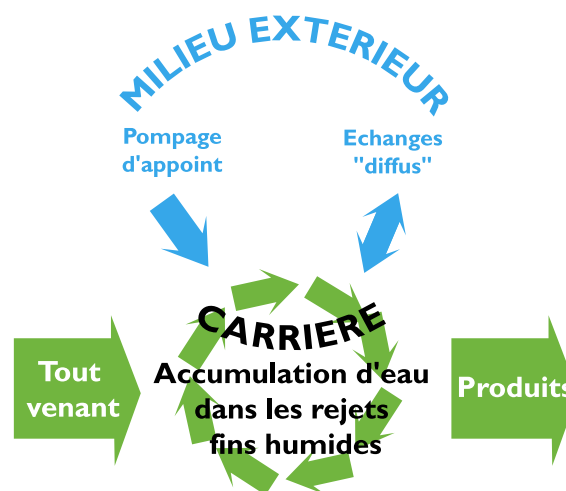 MILIEU EXTERIEUR
Pompage
d'appoint
Echanges
"diffus"
CARRIERE
Tout
venant
Accumulation d'eau
dans les rejets
fins humides
Produits